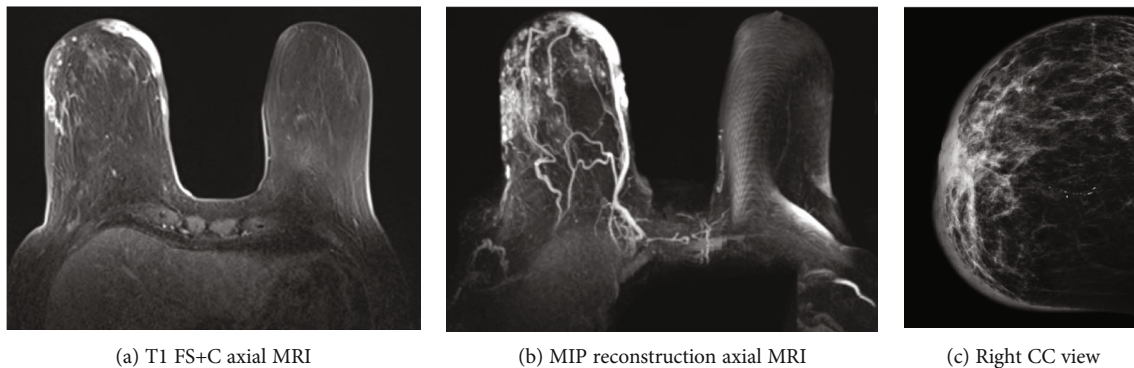 (a) T1 FS+C axial MRI
(b) MIP reconstruction axial MRI
(c) Right CC view